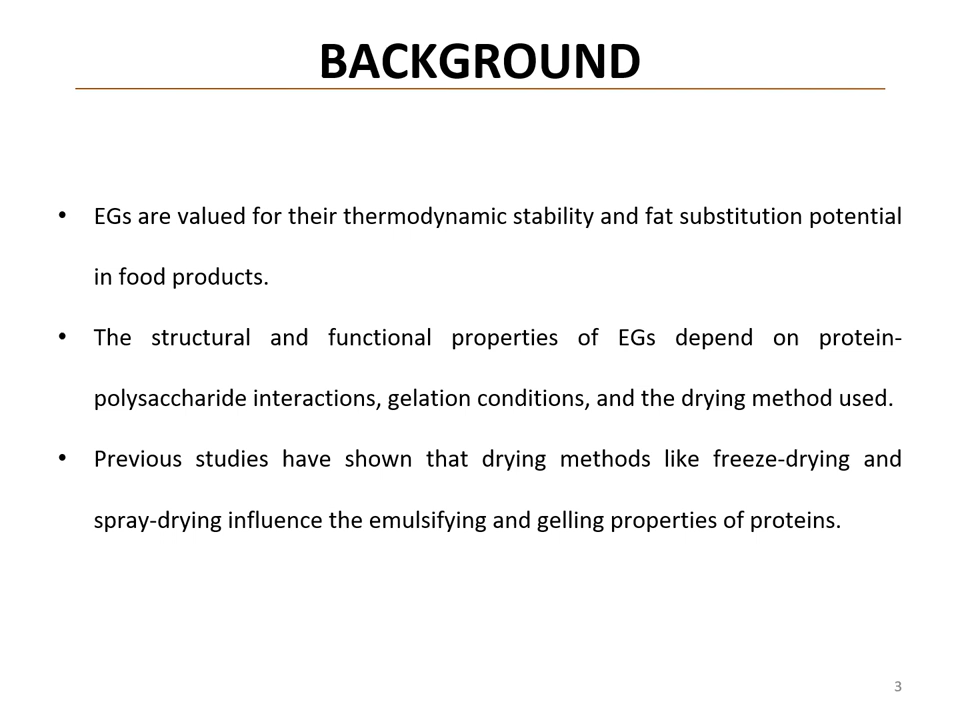 BACKGROUND
• EGs are valued for their thermodynamic stability and fat substitution potential
in food products.
• The structural and functional properties of EGs depend on protein-
polysaccharide interactions, gelation conditions, and the drying method used.
• Previous studies have shown that drying methods like freeze-drying and
spray-drying influence the emulsifying and gelling properties of proteins.
3